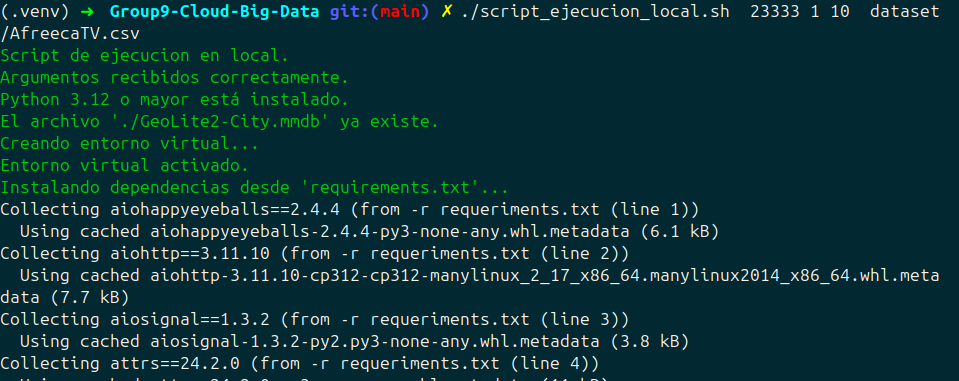 (.venv) ➜ Group9-Cloud-Big-Data git:(main) ✗ ./script_ejecucion_local.sh 23333 1 10 dataset
/AfreecaTV.csv
Script de ejecucion en local.
Argumentos recibidos correctamente.
Python 3.12 o mayor está instalado.
El archivo './GeoLite2-City.mmdb' ya existe.
Creando entorno virtual...
Entorno virtual activado.
Instalando dependencias desde 'requirements.txt'...
Collecting aiohappyeyeballs==2.4.4 (from -r requeriments.txt (line 1))
Using cached aiohappyeyeballs-2.4.4-py3-none-any.whl.metadata (6.1 kB)
Collecting aiohttp==3.11.10 (from -r requeriments.txt (line 2))
Using cached aiohttp-3.11.10-cp312-cp312-manylinux_2_17_x86_64.manylinux2014_x86_64.whl.meta
data (7.7 kB)
Collecting aiosignal==1.3.2 (from -r requeriments.txt (line 3))
Using cached aiosignal-1.3.2-py2.py3-none-any.whl.metadata (3.8 kB)
Collecting attrs==24.2.0 (from -r requeriments.txt (line 4))